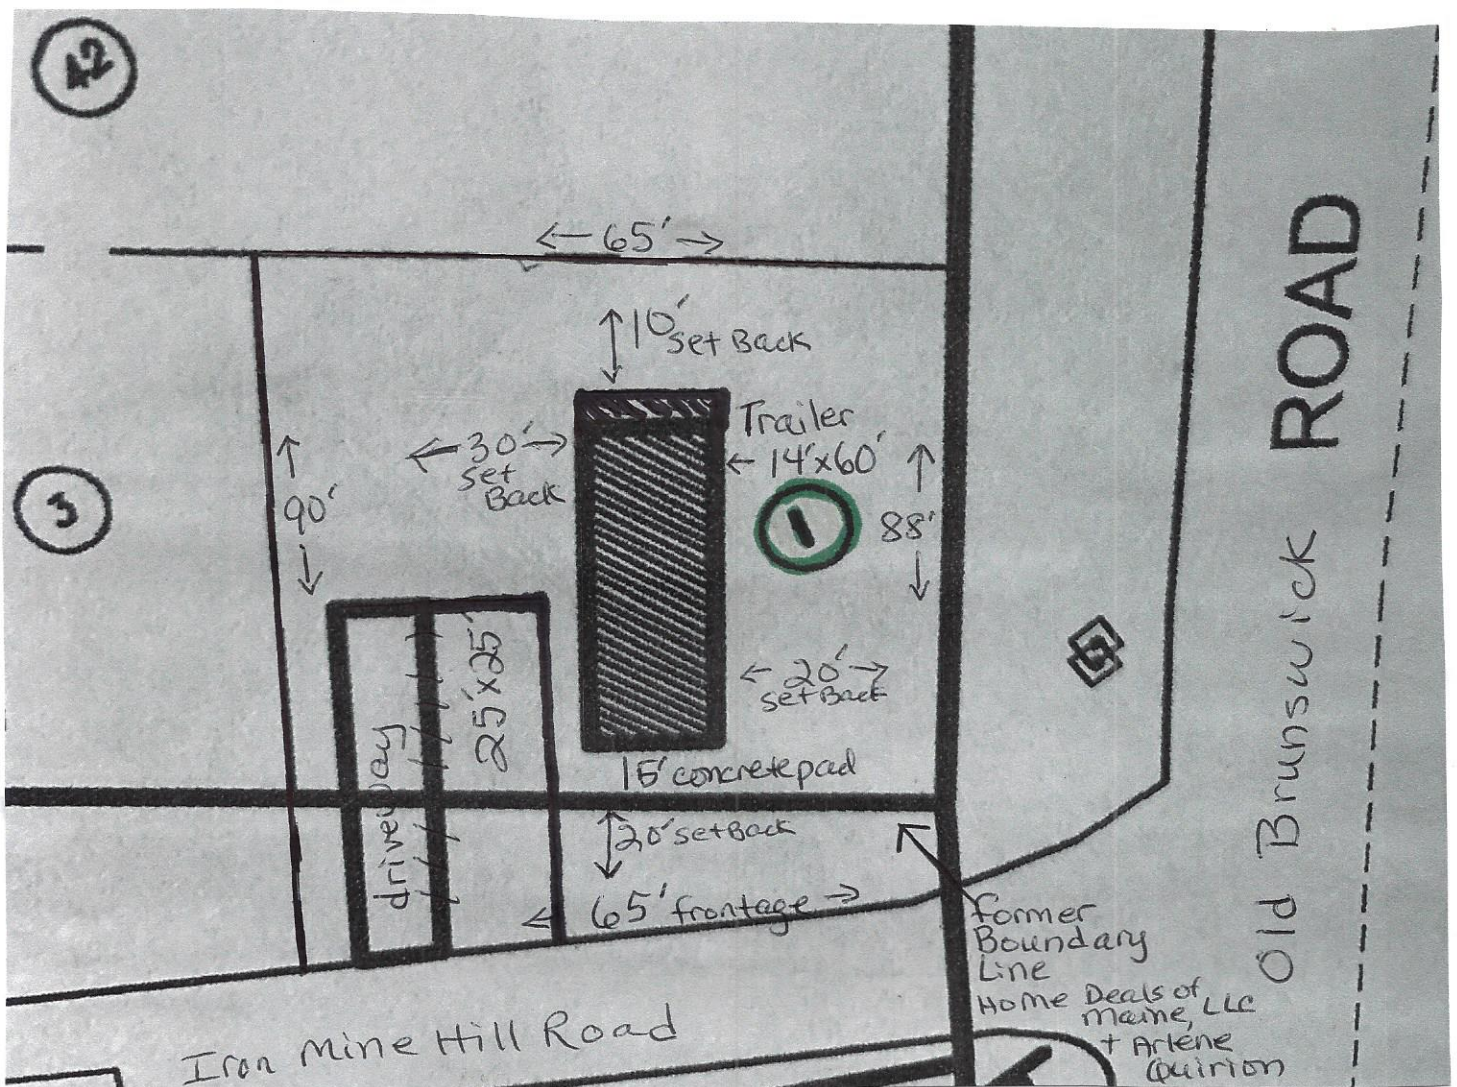 42
← 65' →
10'
Set Back
Trailer
← 14'x60'
← 30' →
set
Back
90'
3
1
88'
25'x25'
← 20' →
set Back
driveway
15' concrete pad
20' set Back
← 65' frontage →
Former
Boundary
Line
Home Deals of
Maine, LLC
+ Arlene
Quirion
Iron Mine Hill Road
Old Brunswick ROAD